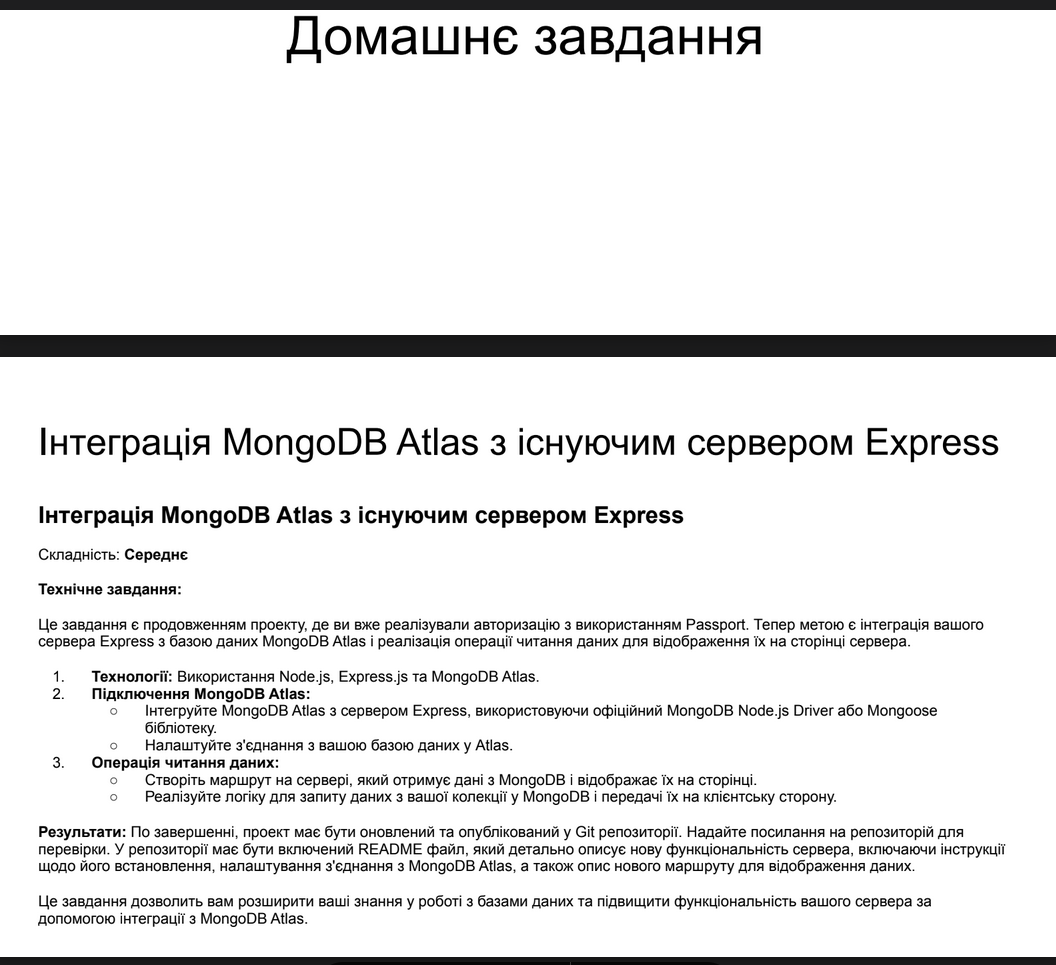 Домашнє завдання
Інтеграція MongoDB Atlas з існуючим сервером Express
Інтеграція MongoDB Atlas з існуючим сервером Express
Складність: Середнє
Технічне завдання:
Це завдання є продовженням проекту, де ви вже реалізували авторизацію з використанням Passport. Тепер метою є інтеграція вашого
сервера Express з базою даних MongoDB Atlas і реалізація операції читання даних для відображення їх на сторінці сервера.
1. Технології: Використання Node.js, Express.js та MongoDB Atlas.
2. Підключення MongoDB Atlas:
○ Інтегруйте MongoDB Atlas з сервером Express, використовуючи офіційний MongoDB Node.js Driver або Mongoose
бібліотеку.
○ Налаштуйте з'єднання з вашою базою даних у Atlas.
3. Операція читання даних:
○ Створіть маршрут на сервері, який отримує дані з MongoDB і відображає їх на сторінці.
○ Реалізуйте логіку для запиту даних з вашої колекції у MongoDB і передачі їх на клієнтську сторону.
Результати: По завершенні, проект має бути оновлений та опублікований у Git репозиторії. Надайте посилання на репозиторій для
перевірки. У репозиторії має бути включений README файл, який детально описує нову функціональність сервера, включаючи інструкції
щодо його встановлення, налаштування з'єднання з MongoDB Atlas, а також опис нового маршруту для відображення даних.
Це завдання дозволить вам розширити ваші знання у роботі з базами даних та підвищити функціональність вашого сервера за
допомогою інтеграції з MongoDB Atlas.